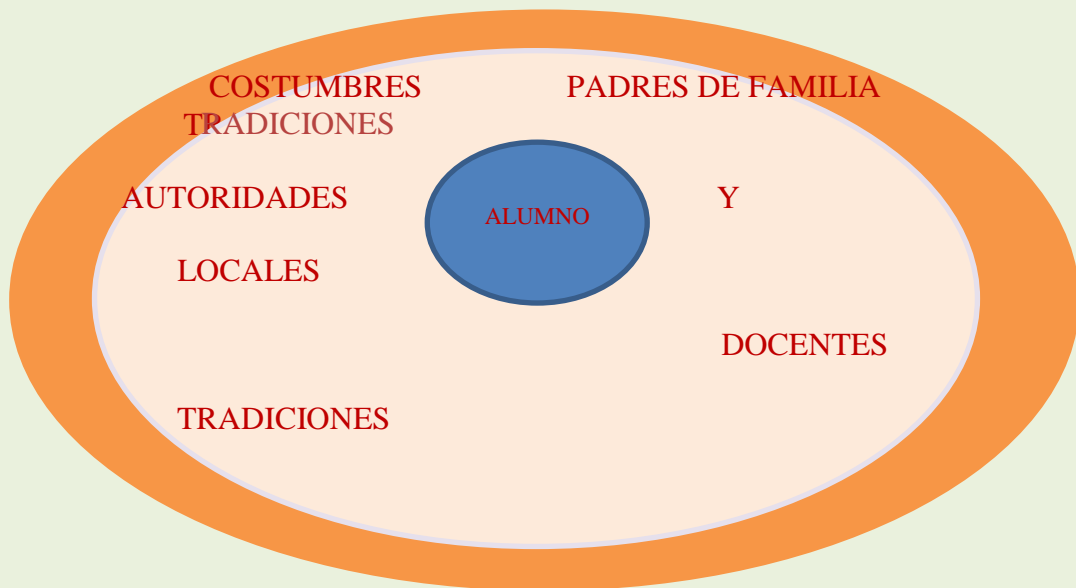 COSTUMBRES PADRES DE FAMILIA
TRADICIONES
AUTORIDADES Y
ALUMNO
LOCALES
DOCENTES
TRADICIONES